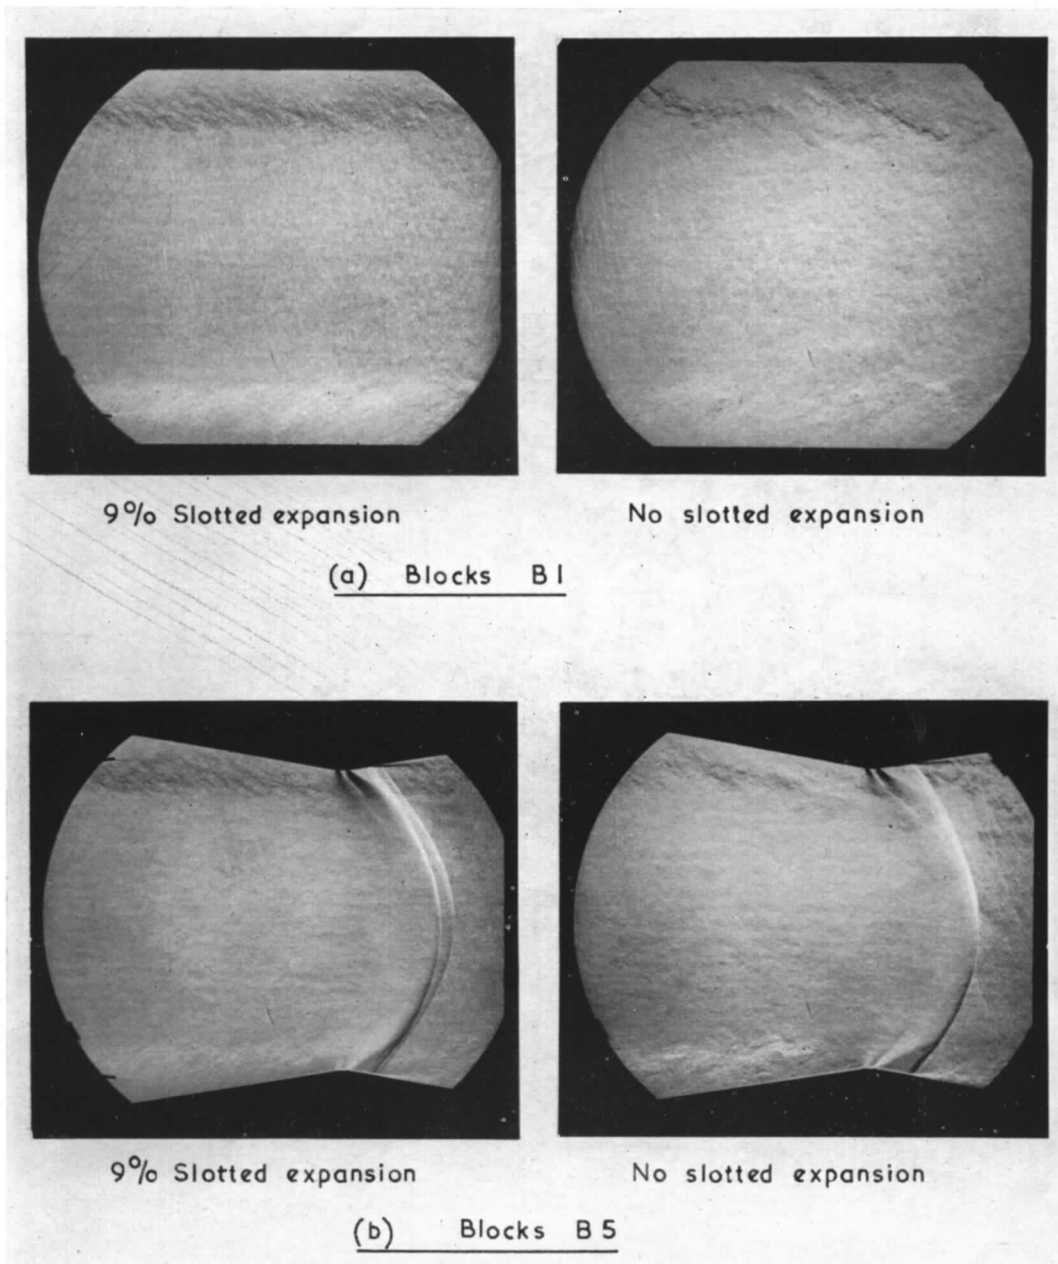 9% Slotted expansion
No slotted expansion
(a) Blocks B1
9% Slotted expansion
No slotted expansion
(b) Blocks B5